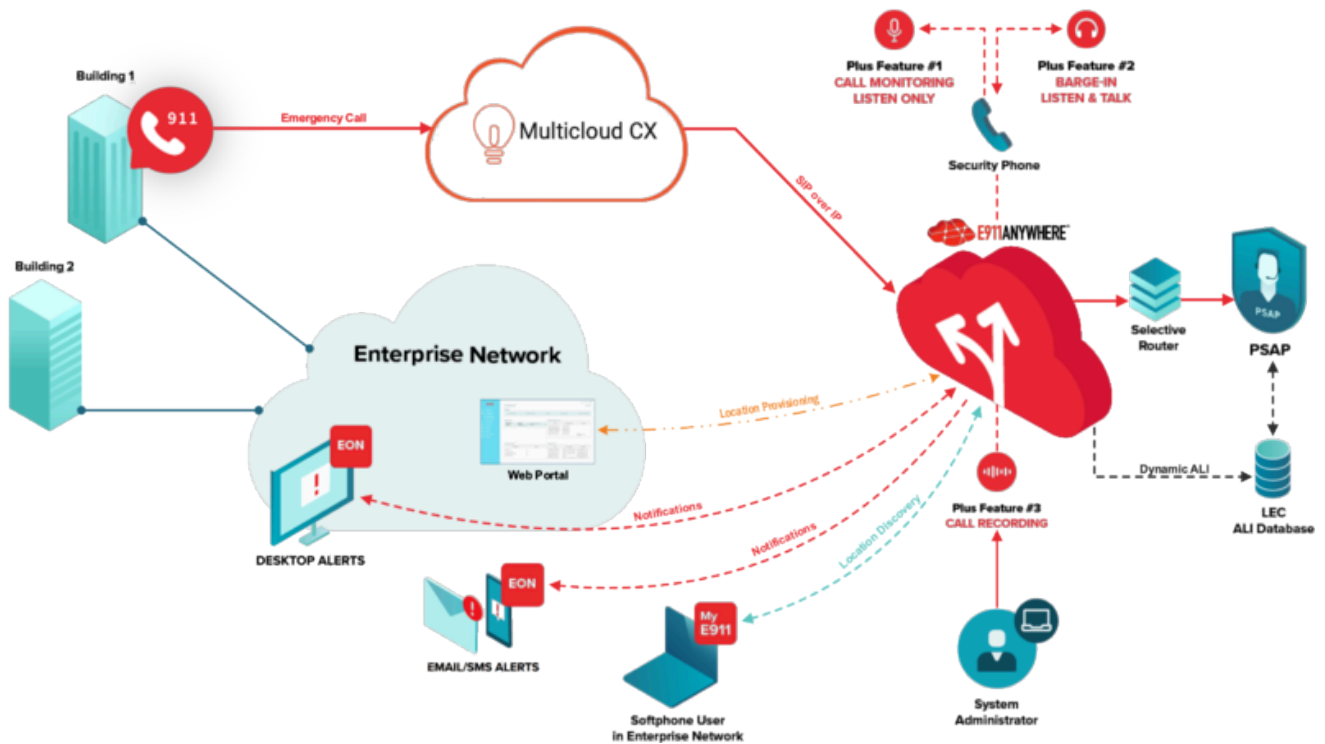 Building 1
911
Emergency Call
Multicloud CX
Plus Feature #1
CALL MONITORING
LISTEN ONLY
Plus Feature #2
BARGE-IN
LISTEN & TALK
Security Phone
SIP over IP
E911ANYWHERE
Building 2
Enterprise Network
Selective
Router
PSAP
PSAP
Location Provisioning
Web Portal
EON
DESKTOP ALERTS
Notifications
Notifications
Location Discovery
Plus Feature #3
CALL RECORDING
Dynamic ALI
LEC
ALI Database
EON
EMAIL/SMS ALERTS
My
E911
Softphone User
in Enterprise Network
System
Administrator